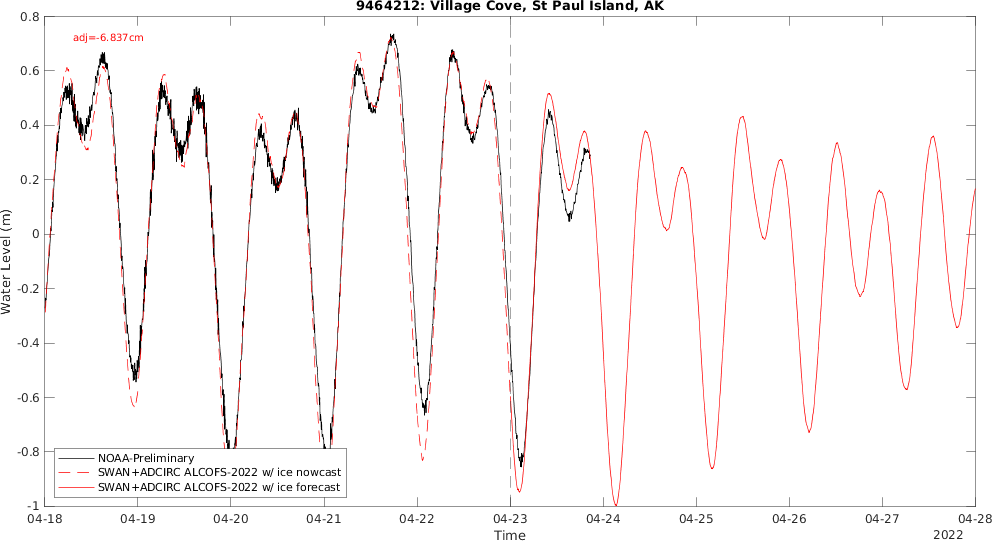 9464212: Village Cove, St Paul Island, AK
adj=-6.837cm
0.8
0.6
0.4
0.2
0
-0.2
-0.4
-0.6
-0.8
-1
Water Level (m)
NOAA-Preliminary
SWAN+ADCIRC ALCOFS-2022 w/ ice nowcast
SWAN+ADCIRC ALCOFS-2022 w/ ice forecast
04-18 04-19 04-20 04-21 04-22 04-23 04-24 04-25 04-26 04-27 04-28
Time
2022